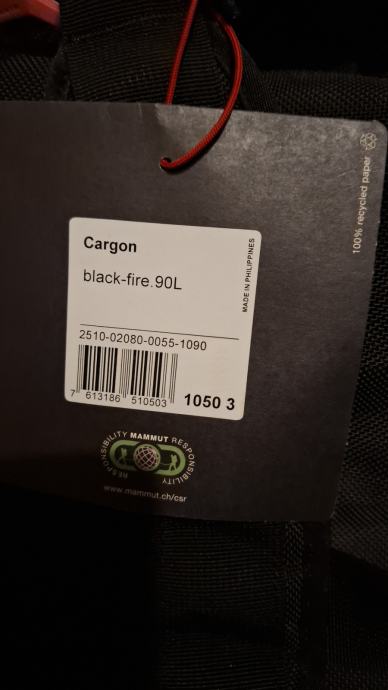 100% recycled paper
Cargon
MADE IN PHILIPPINES
black-fire.90L
2510-02080-0055-1090
7 613186 510503
1050 3
RESPONSIBILITY MAMMUT RESPONSIBILITY
www.mammut.ch/csr